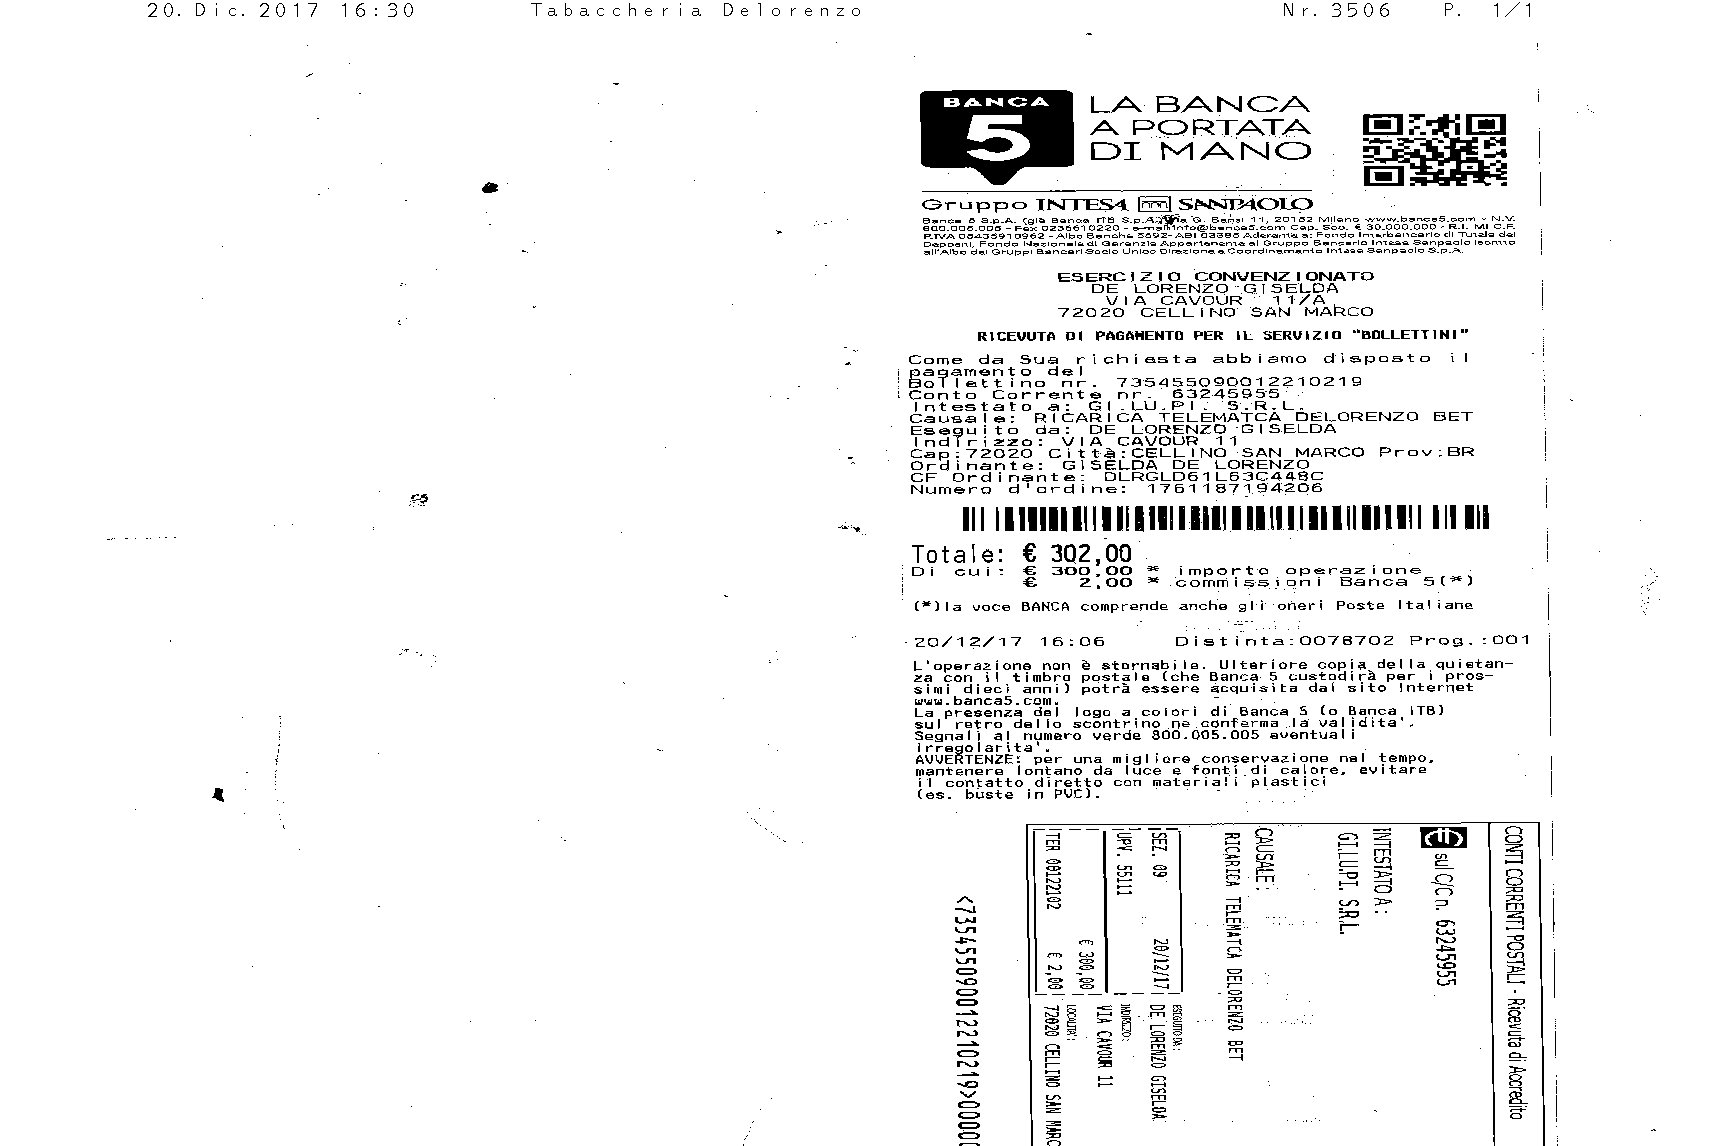 20.Dic.2017 16:30 Tabaccheria Delorenzo Nr.3506 P. 1/1
BANCA
5
LA BANCA
A PORTATA
DI MANO
Gruppo INTESA SANPAOLO
Banca 5 S.p.A. (già Banca ITB S.p.A. Via G. Bensi 11, 20152 Milano www.banca5.com - N.V.
800.005.005 - Fax 0236610220 - e-mail:info@banca5.com Cap. Soc. € 30.000.000 - R.I. MI C.F.
P.IVA 05435910962 - Albo Banche 5692- ABI 03385 Aderente a: Fondo Interbancario di Tutela dei
Depositi, Fondo Nazionale di Garanzia Appartenente al Gruppo Bancario Intesa Sanpaolo iscritto
all'Albo dei Gruppi Bancari Socio Unico Direzione e Coordinamento Intesa Sanpaolo S.p.A.
ESERCIZIO CONVENZIONATO
DE LORENZO GISELDA
VIA CAVOUR 11/A
72020 CELLINO SAN MARCO
RICEVUTA DI PAGAMENTO PER IL SERVIZIO "BOLLETTINI"
Come da Sua richiesta abbiamo disposto il
pagamento del
Bollettino nr. 735455090012210219
Conto Corrente nr. 63245955
Intestato a: GI.LU.PI. S.R.L.
Causale: RICARICA TELEMATCA DELORENZO BET
Eseguito da: DE LORENZO GISELDA
Indirizzo: VIA CAVOUR 11
Cap:72020 Città:CELLINO SAN MARCO Prov:BR
Ordinante: GISELDA DE LORENZO
CF Ordinante: DLRGLD61L63C448C
Numero d'ordine: 1761187194206
Totale: € 302,00
Di cui: € 300,00 * importo operazione
€ 2,00 * commissioni Banca 5(*)
(*)la voce BANCA comprende anche gli oneri Poste Italiane
20/12/17 16:06 Distinta:0078702 Prog.:001
L'operazione non è stornabile. Ulteriore copia della quietan-
za con il timbro postale (che Banca 5 custodirà per i pros-
simi dieci anni) potrà essere acquisita dal sito Internet
www.banca5.com.
La presenza del logo a colori di Banca 5 (o Banca ITB)
sul retro dello scontrino ne conferma la validita'.
Segnali al numero verde 800.005.005 eventuali
irregolarita'.
AVVERTENZE: per una migliore conservazione nel tempo,
mantenere lontano da luce e fonti di calore, evitare
il contatto diretto con materiali plastici
(es. buste in PVC).
CONTI CORRENTI POSTALI - Ricevuta di Accredito
sul C/C n. 63245955
INTESTATO A:
GI.LU.PI. S.R.L.
CAUSALE:
RICARICA TELEMATCA DELORENZO BET
SEZ. 09 20/12/17
UPV. 55111
€ 300,00
TER 00122102 € 2,00
ESEGUITO DA:
DE LORENZO GISELDA
INDIRIZZO:
VIA CAVOUR 11
LOCALITA':
72020 CELLINO SAN MARC
<735455090012210219>00000